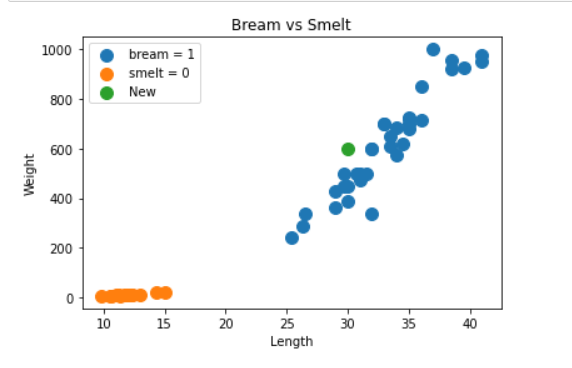 Bream vs Smelt
bream = 1
smelt = 0
New
1000
800
600
400
200
0
Weight
10 15 20 25 30 35 40
Length